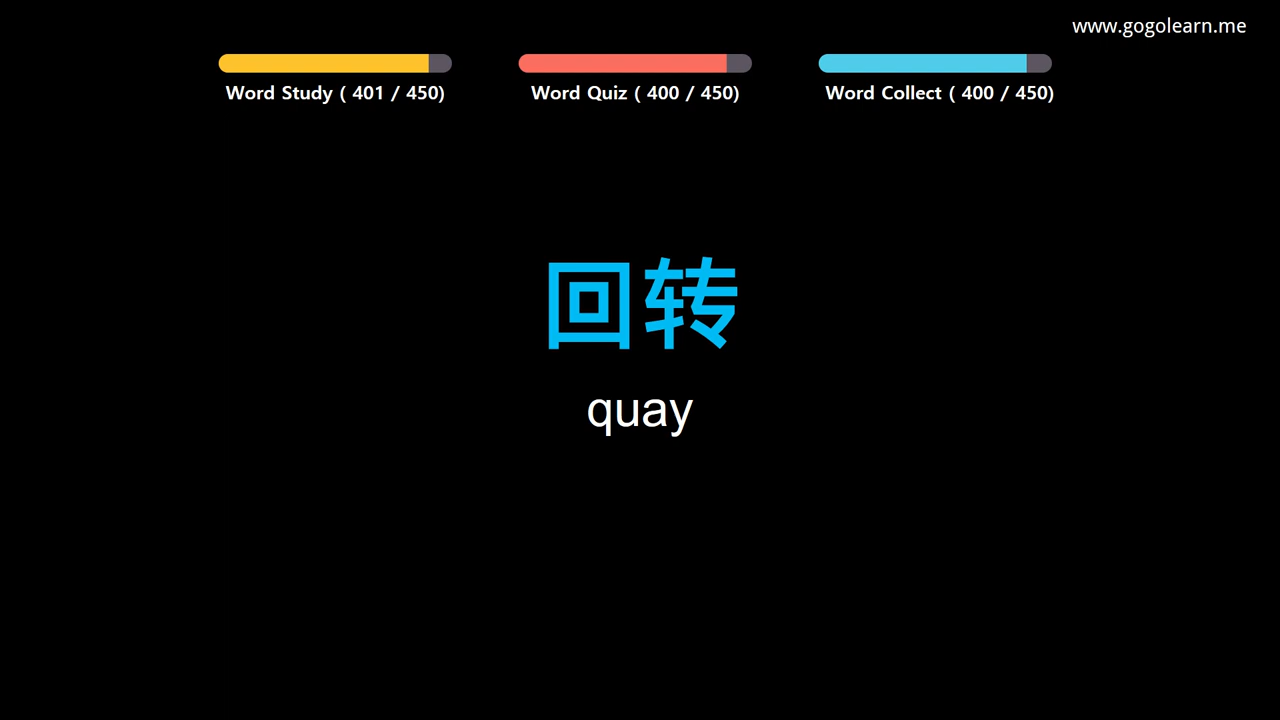 www.gogolearn.me
Word Study ( 401 / 450)
Word Quiz ( 400 / 450)
Word Collect ( 400 / 450)
回转
quay